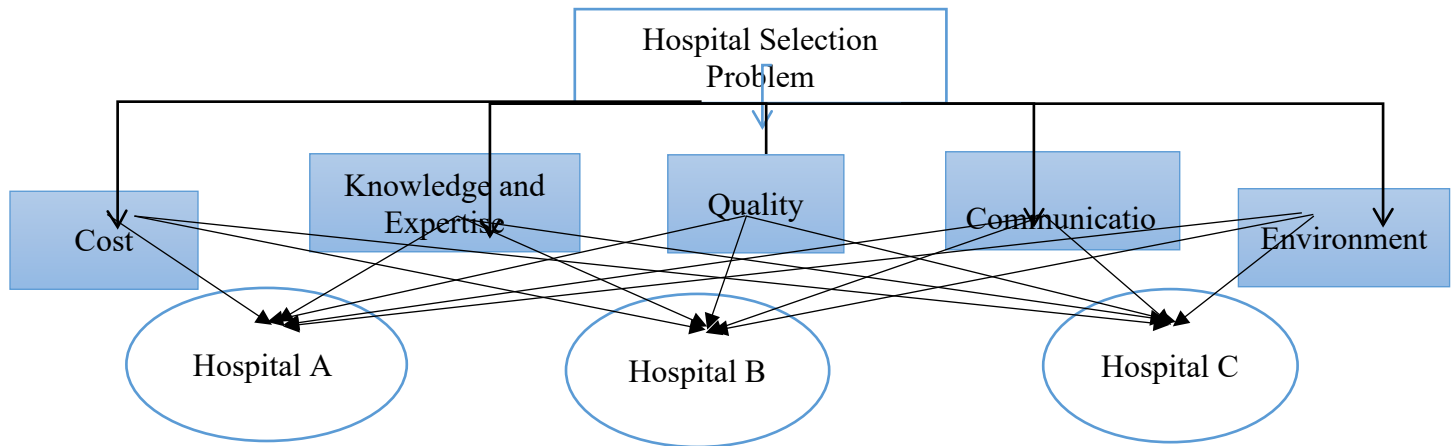 Hospital Selection
Problem
Knowledge and
Expertise
Quality
Communicatio
Cost
Environment
Hospital A
Hospital B
Hospital C